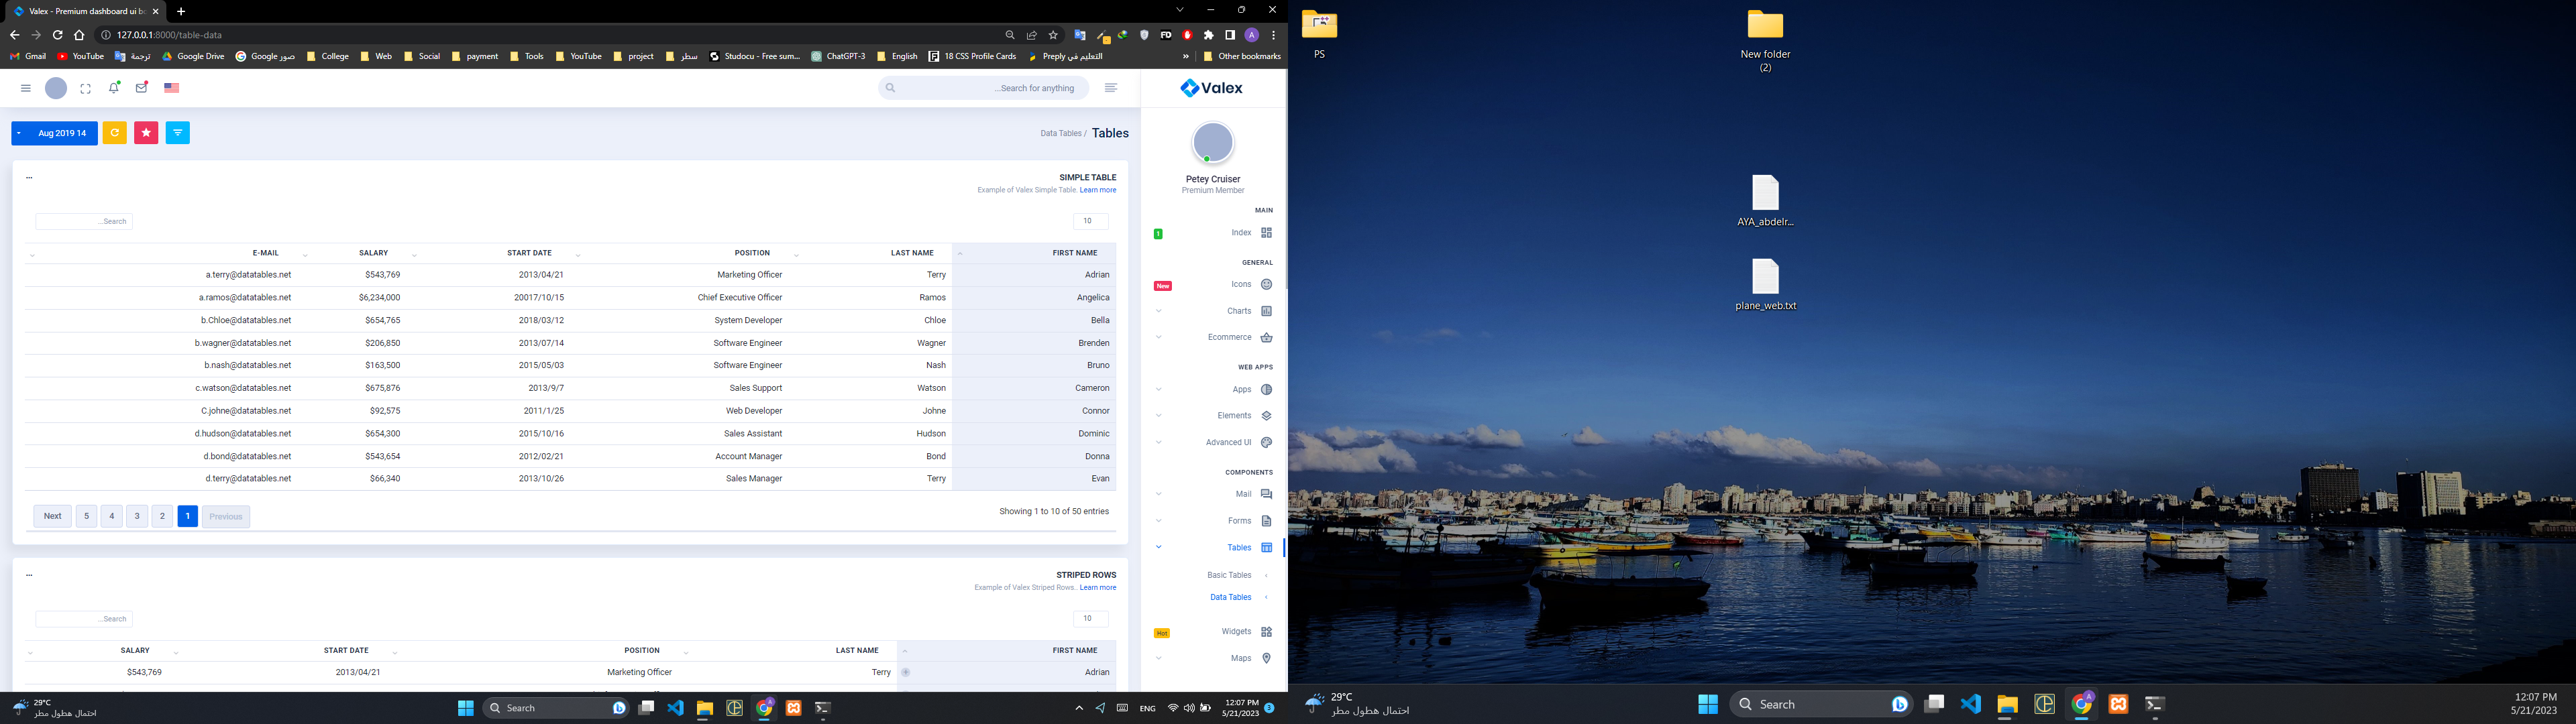 Valex - Premium dashboard ui bo
127.0.0.1:8000/table-data
Gmail YouTube ترجمة Google Drive صور Google College Web Social payment Tools YouTube project سطر Studocu - Free sum... ChatGPT-3 English 18 CSS Profile Cards التعليم في Preply » Other bookmarks
...Search for anything
Valex
Aug 2019 14
Data Tables / Tables
Petey Cruiser
Premium Member
MAIN
1 Index
GENERAL
New Icons
Charts
Ecommerce
WEB APPS
Apps
Elements
Advanced UI
COMPONENTS
Mail
Forms
Tables
Basic Tables
Data Tables
Hot Widgets
Maps
... SIMPLE TABLE
Example of Valex Simple Table. Learn more
...Search 10
E-MAIL SALARY START DATE POSITION LAST NAME FIRST NAME
a.terry@datatables.net $543,769 2013/04/21 Marketing Officer Terry Adrian
a.ramos@datatables.net $6,234,000 20017/10/15 Chief Executive Officer Ramos Angelica
b.Chloe@datatables.net $654,765 2018/03/12 System Developer Chloe Bella
b.wagner@datatables.net $206,850 2013/07/14 Software Engineer Wagner Brenden
b.nash@datatables.net $163,500 2015/05/03 Software Engineer Nash Bruno
c.watson@datatables.net $675,876 2013/9/7 Sales Support Watson Cameron
C.johne@datatables.net $92,575 2011/1/25 Web Developer Johne Connor
d.hudson@datatables.net $654,300 2015/10/16 Sales Assistant Hudson Dominic
d.bond@datatables.net $543,654 2012/02/21 Account Manager Bond Donna
d.terry@datatables.net $66,340 2013/10/26 Sales Manager Terry Evan
Next 5 4 3 2 1 Previous Showing 1 to 10 of 50 entries
... STRIPED ROWS
Example of Valex Striped Rows.. Learn more
...Search 10
SALARY START DATE POSITION LAST NAME FIRST NAME
$543,769 2013/04/21 Marketing Officer Terry Adrian
29°C
احتمال هطول مطر
Search
ENG
12:07 PM
5/21/2023
3
PS
New folder
(2)
AYA_abdelr...
plane_web.txt
29°C
احتمال هطول مطر
Search
12:07 PM
5/21/2023